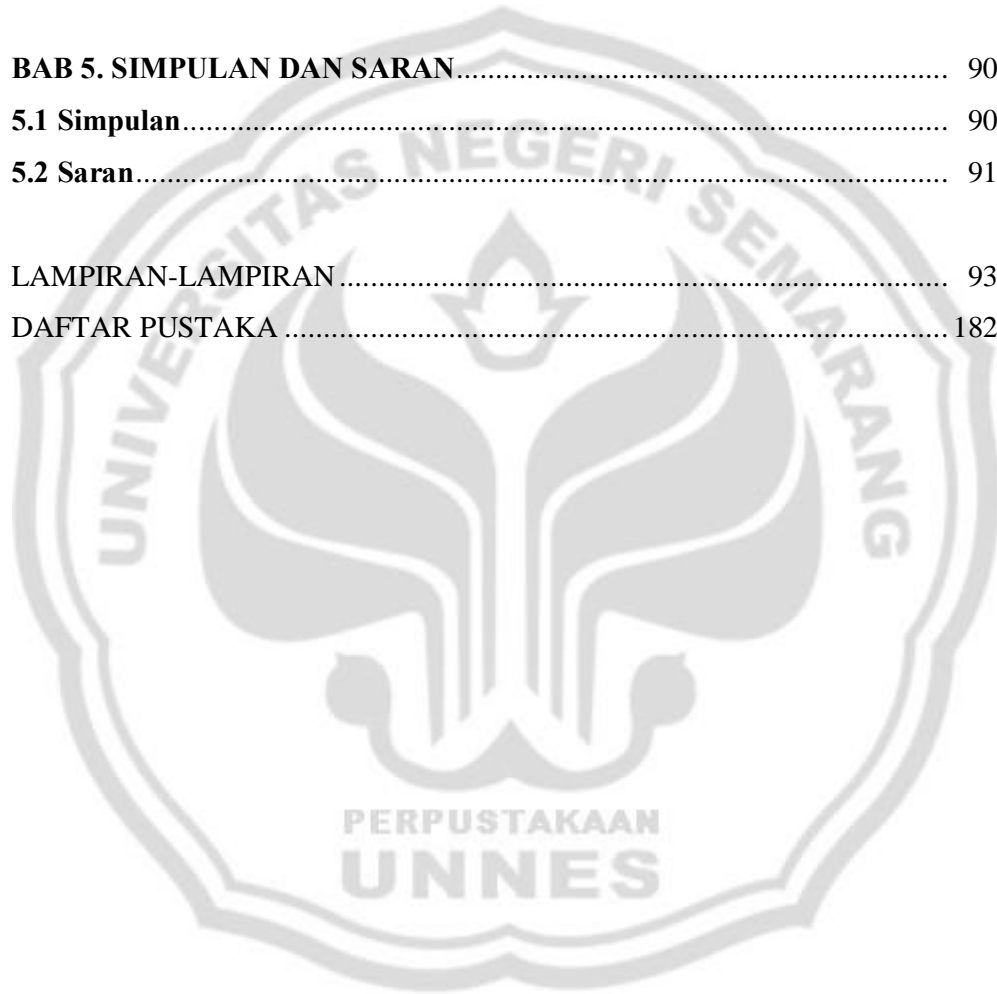 BAB 5. SIMPULAN DAN SARAN.......................................................................... 90
5.1 Simpulan.................................................................................................................. 90
5.2 Saran......................................................................................................................... 91
LAMPIRAN-LAMPIRAN........................................................................................... 93
DAFTAR PUSTAKA.................................................................................................... 182
UNIVERSITAS NEGERI SEMARANG
PERPUSTAKAAN
UNNES